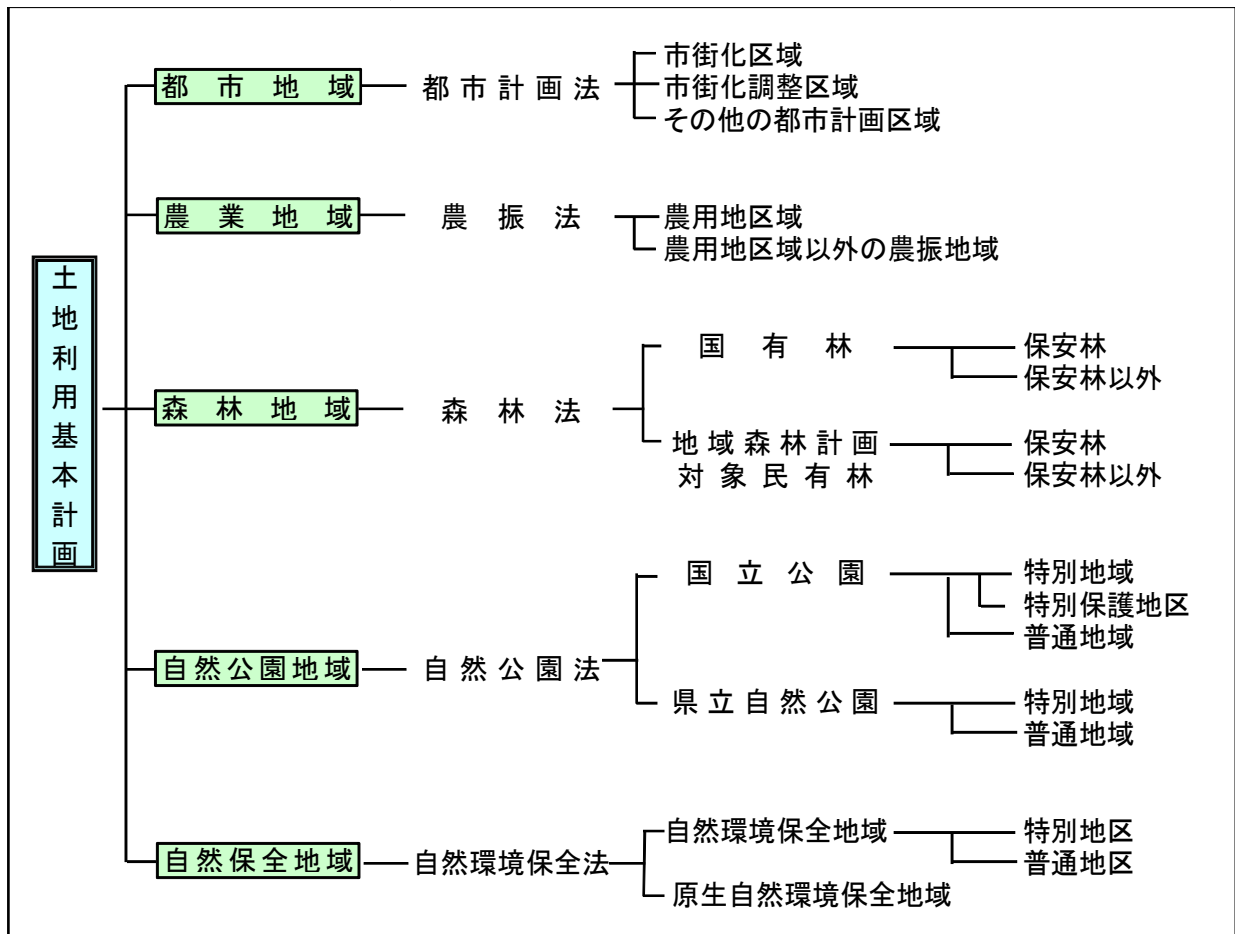 土地利用基本計画
都市地域
都市計画法
市街化区域
市街化調整区域
その他の都市計画区域
農業地域
農振法
農用地区域
農用地区域以外の農振地域
森林地域
森林法
国有林
保安林
保安林以外
地域森林計画
対象民有林
保安林
保安林以外
自然公園地域
自然公園法
国立公園
特別地域
特別保護地区
普通地域
県立自然公園
特別地域
普通地域
自然保全地域
自然環境保全法
自然環境保全地域
特別地区
普通地区
原生自然環境保全地域